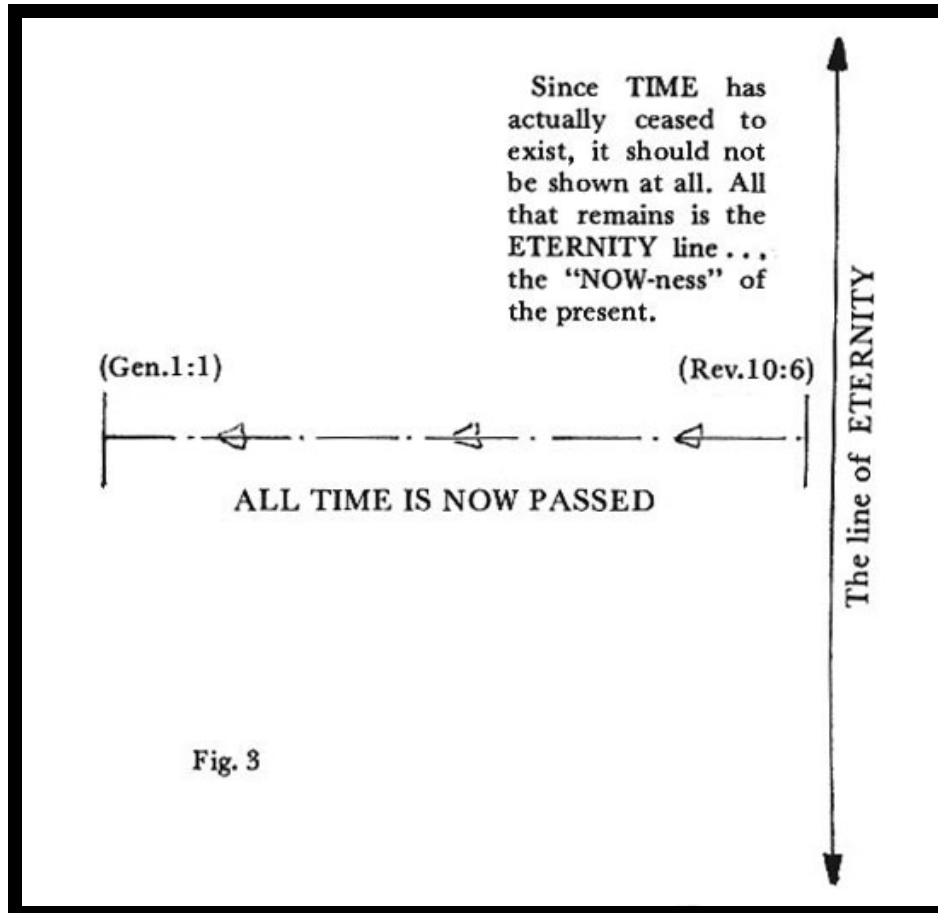 Since TIME has
actually ceased to
exist, it should not
be shown at all. All
that remains is the
ETERNITY line . . .
the “NOW-ness” of
the present.
(Gen.1:1)
(Rev.10:6)
ALL TIME IS NOW PASSED
The line of ETERNITY
Fig. 3